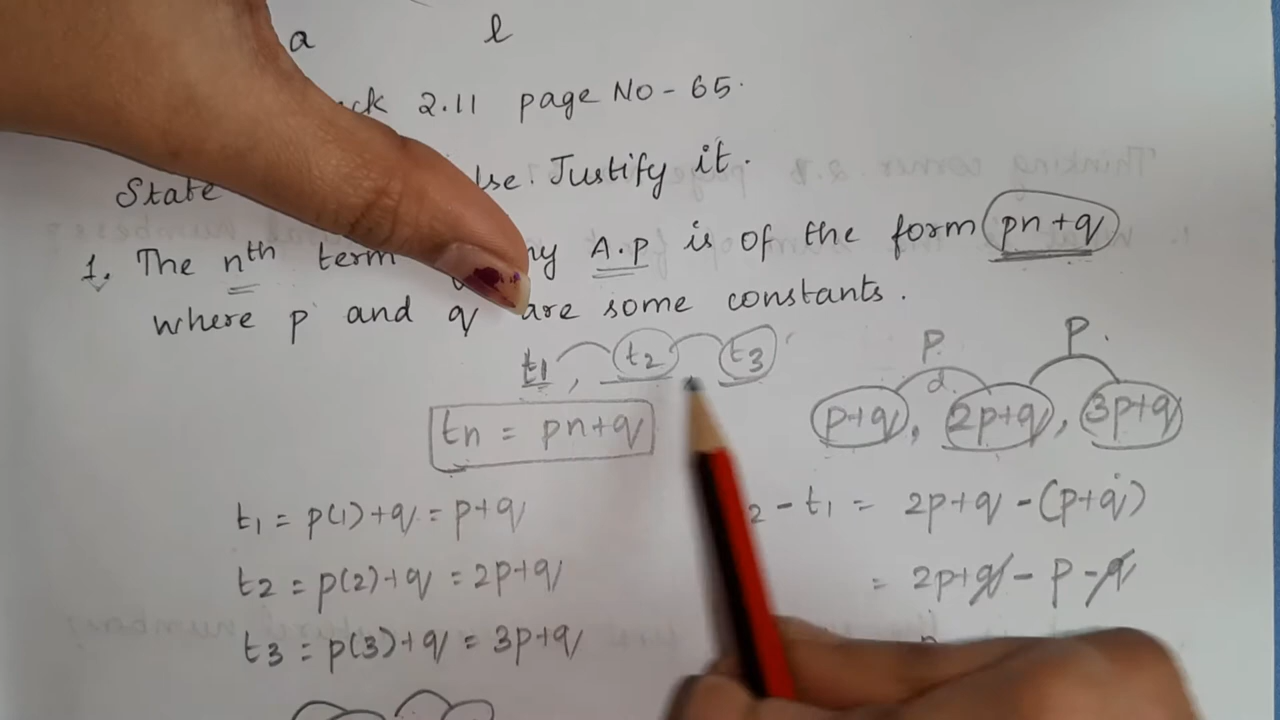 a l
2.11 page No - 65.
State Justify it.
1. The nth term A.p is of the form pn+q
where p and q are some constants.
t1, t2, t3
p p.
d
tn = pn+q
p+q, 2p+q, 3p+q
t1 = p(1)+q = p+q
2 - t1 = 2p+q - (p+q)
t2 = p(2)+q = 2p+q
= 2p+q - p - q
t3 = p(3)+q = 3p+q